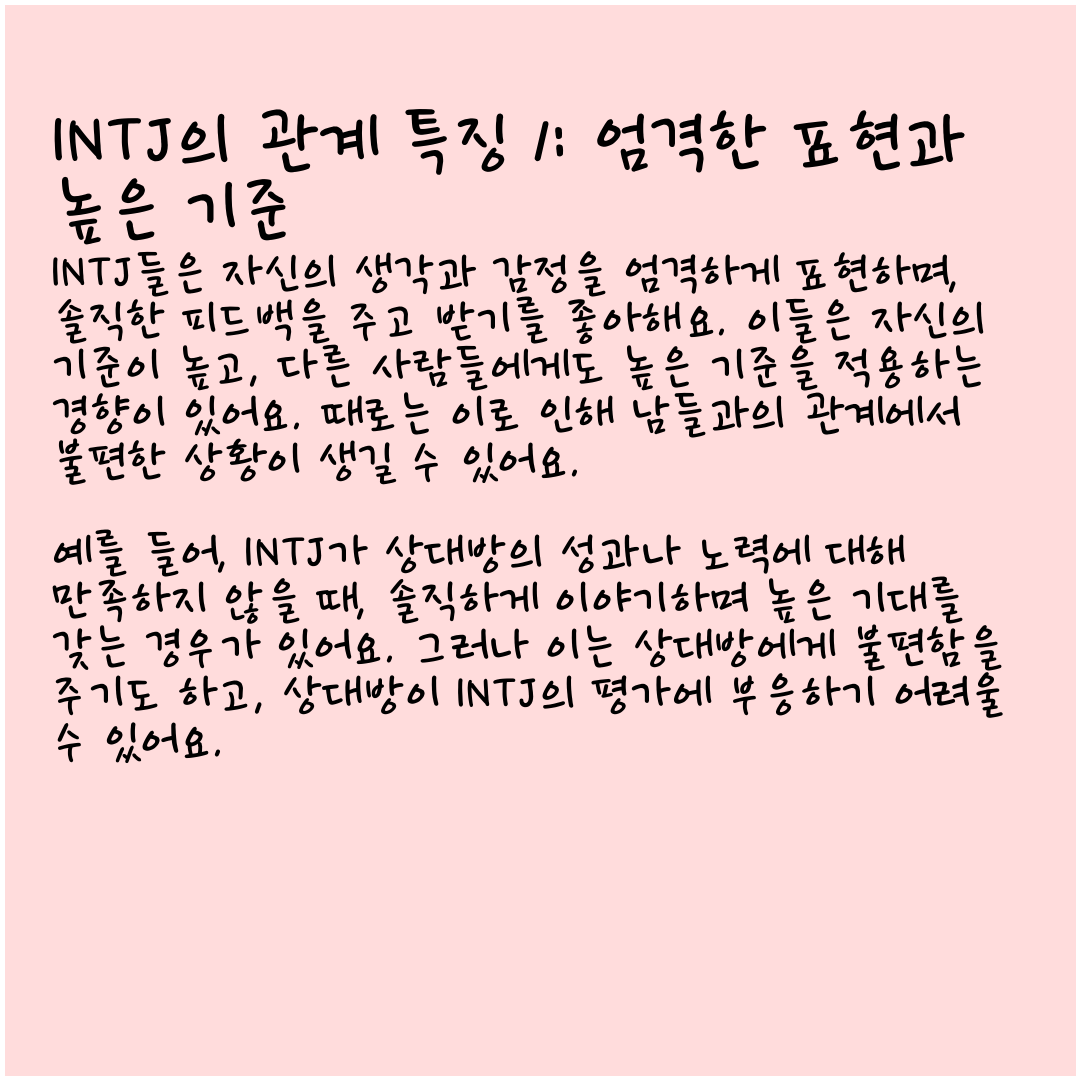 INTJ의 관계 특징 1: 엄격한 표현과
높은 기준
INTJ들은 자신의 생각과 감정을 엄격하게 표현하며,
솔직한 피드백을 주고 받기를 좋아해요. 이들은 자신의
기준이 높고, 다른 사람들에게도 높은 기준을 적용하는
경향이 있어요. 때로는 이로 인해 남들과의 관계에서
불편한 상황이 생길 수 있어요.
예를 들어, INTJ가 상대방의 성과나 노력에 대해
만족하지 않을 때, 솔직하게 이야기하며 높은 기대를
갖는 경우가 있어요. 그러나 이는 상대방에게 불편함을
주기도 하고, 상대방이 INTJ의 평가에 부응하기 어려울
수 있어요.